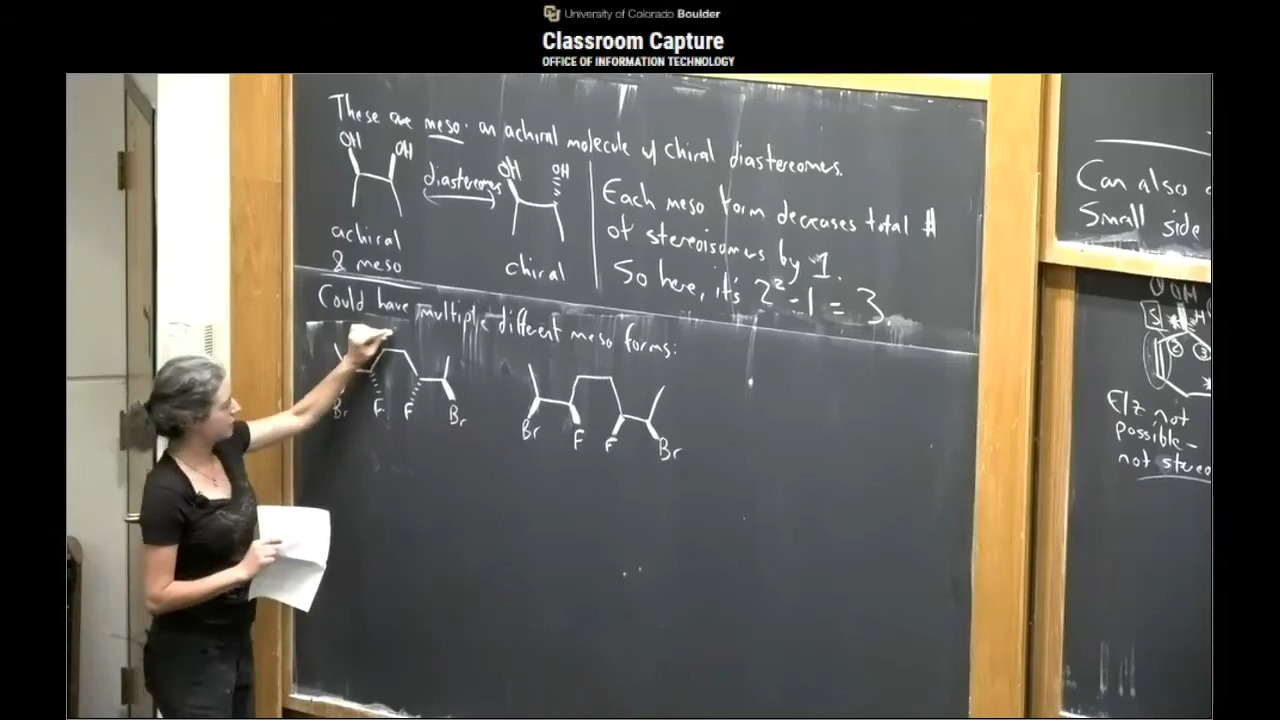 University of Colorado Boulder
Classroom Capture
OFFICE OF INFORMATION TECHNOLOGY
These are meso: an achiral molecule w/ chiral diastereomers.
OH OH
diastereomers
OH OH
achiral
& meso
chiral
Each meso form decreases total #
of stereoisomers by 1.
So here, it's 2² - 1 = 3.
Could have multiple different meso forms:
Br F F Br
Br F F Br
Can also
Small side
OH
S H
2 3
E/Z not
possible-
not stereo